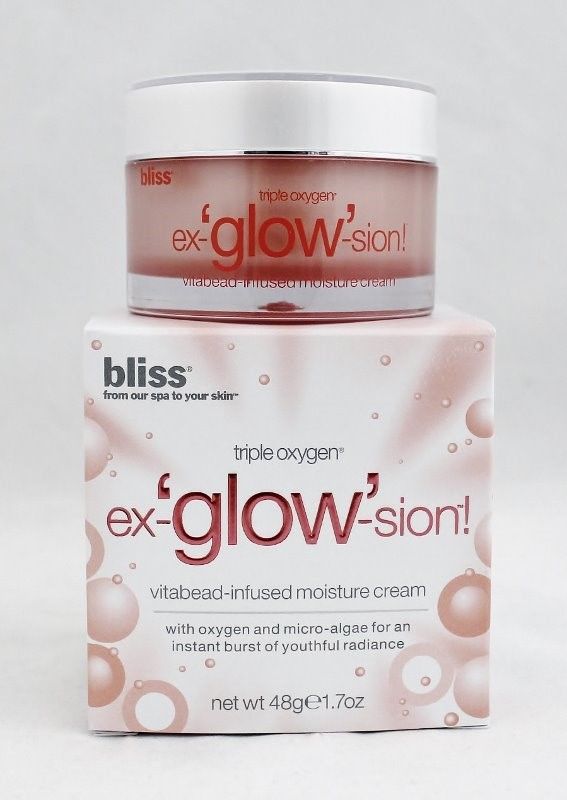 bliss®
triple oxygen®
ex-‘glow’-sion!
vitabead-infused moisture cream
bliss®
from our spa to your skin™
triple oxygen®
ex-‘glow’-sion™!
vitabead-infused moisture cream
with oxygen and micro-algae for an
instant burst of youthful radiance
net wt 48g℮1.7oz